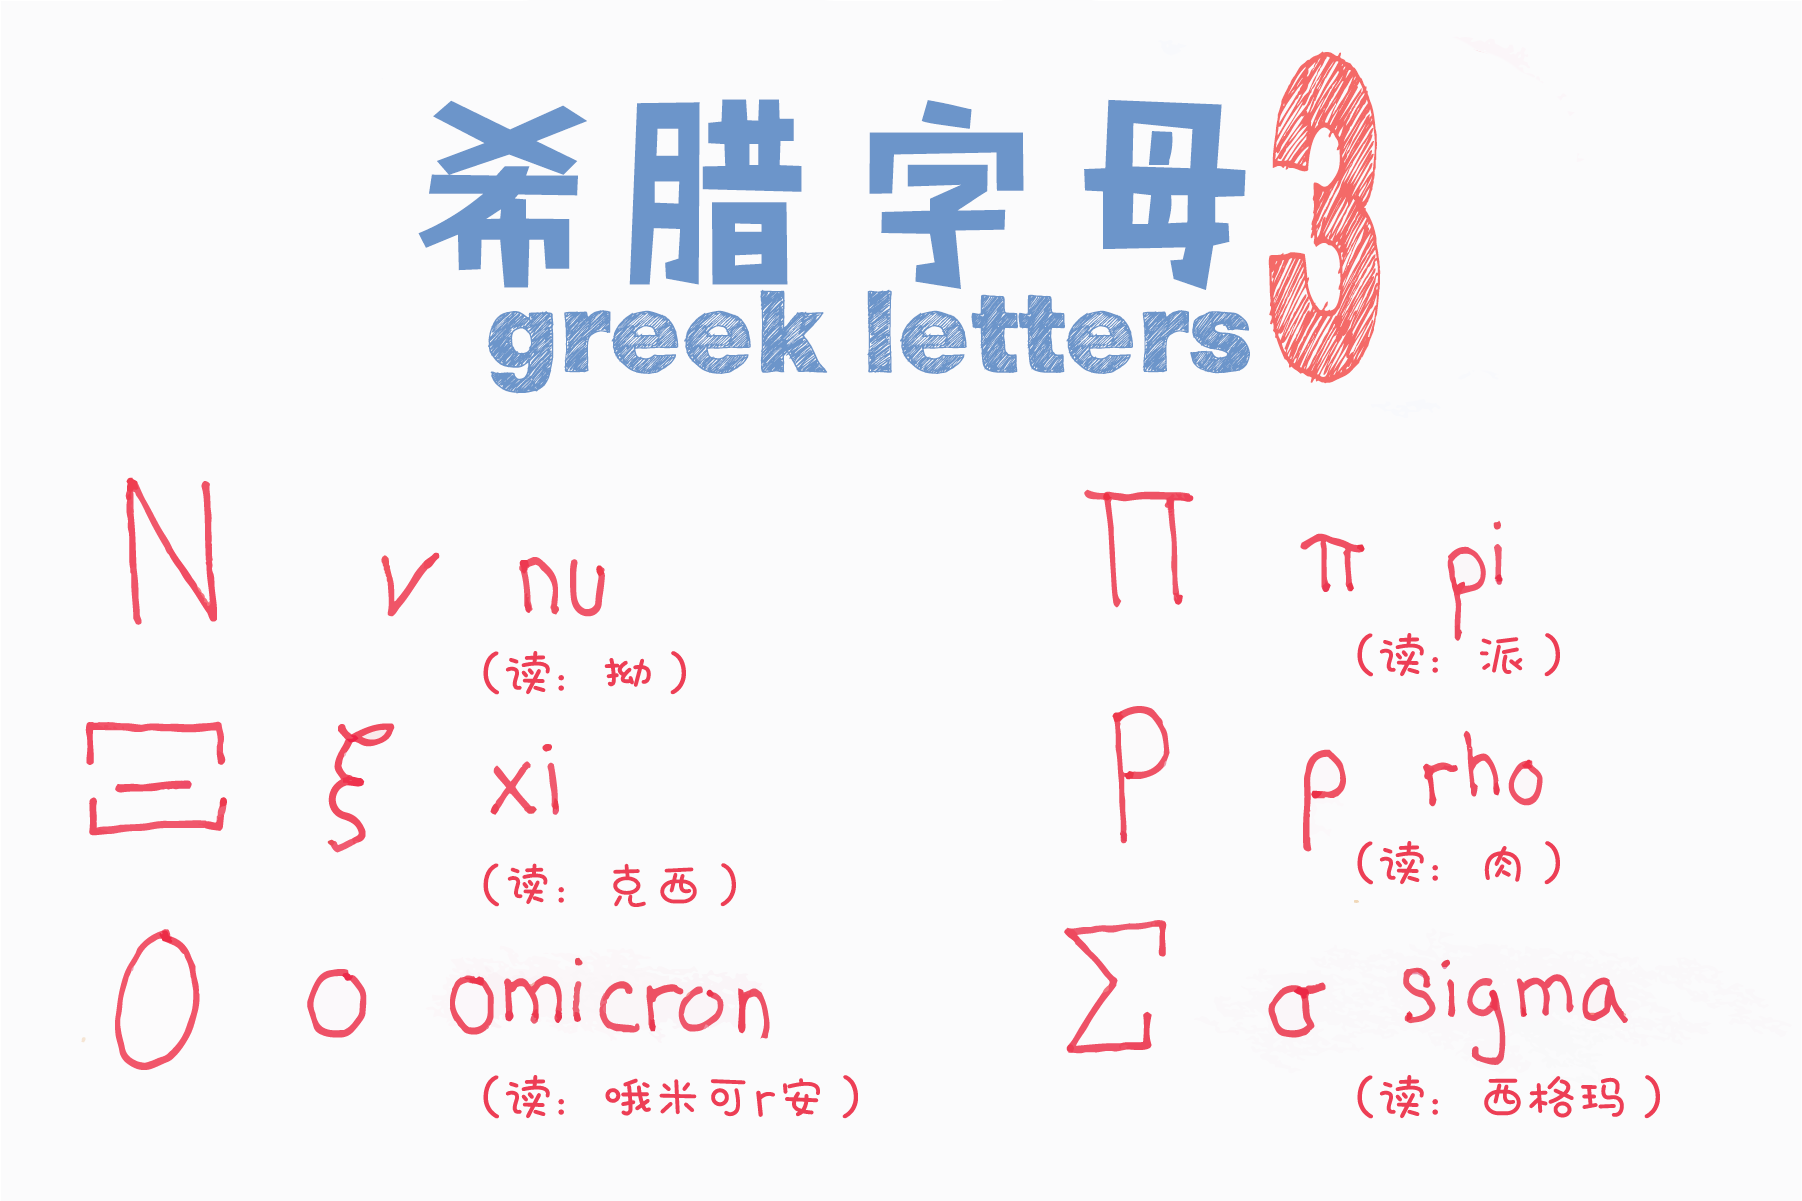 希腊字母3
greek letters
N ν nu
(读：拗)
Ξ ξ xi
(读：克西)
Ο ο omicron
(读：哦米可r安)
Π π pi
(读：派)
Ρ ρ rho
(读：肉)
Σ σ sigma
(读：西格玛)